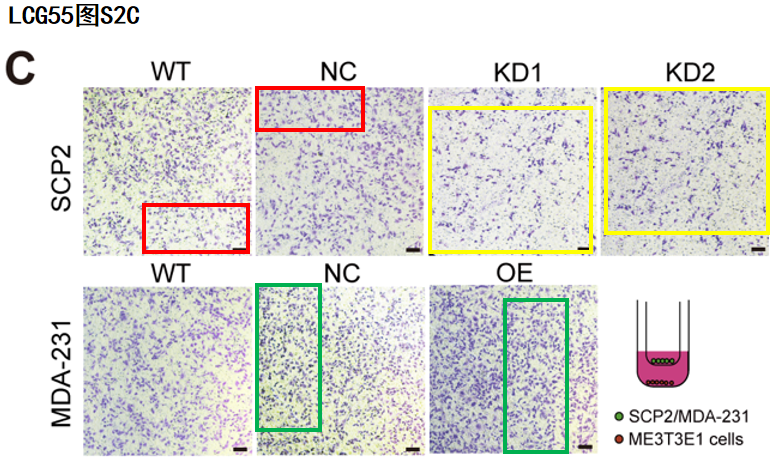 LCG55图S2C
C
WT NC KD1 KD2
SCP2
WT NC OE
MDA-231
SCP2/MDA-231
ME3T3E1 cells